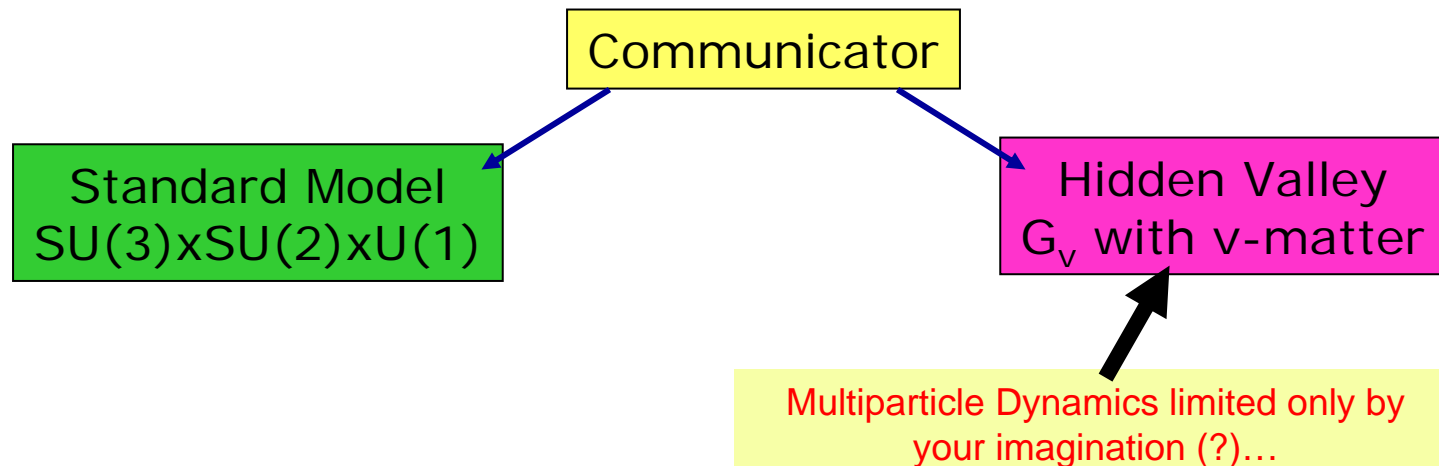 Communicator
Standard Model
SU(3)xSU(2)xU(1)
Hidden Valley
Gv with v-matter
Multiparticle Dynamics limited only by
your imagination (?)…